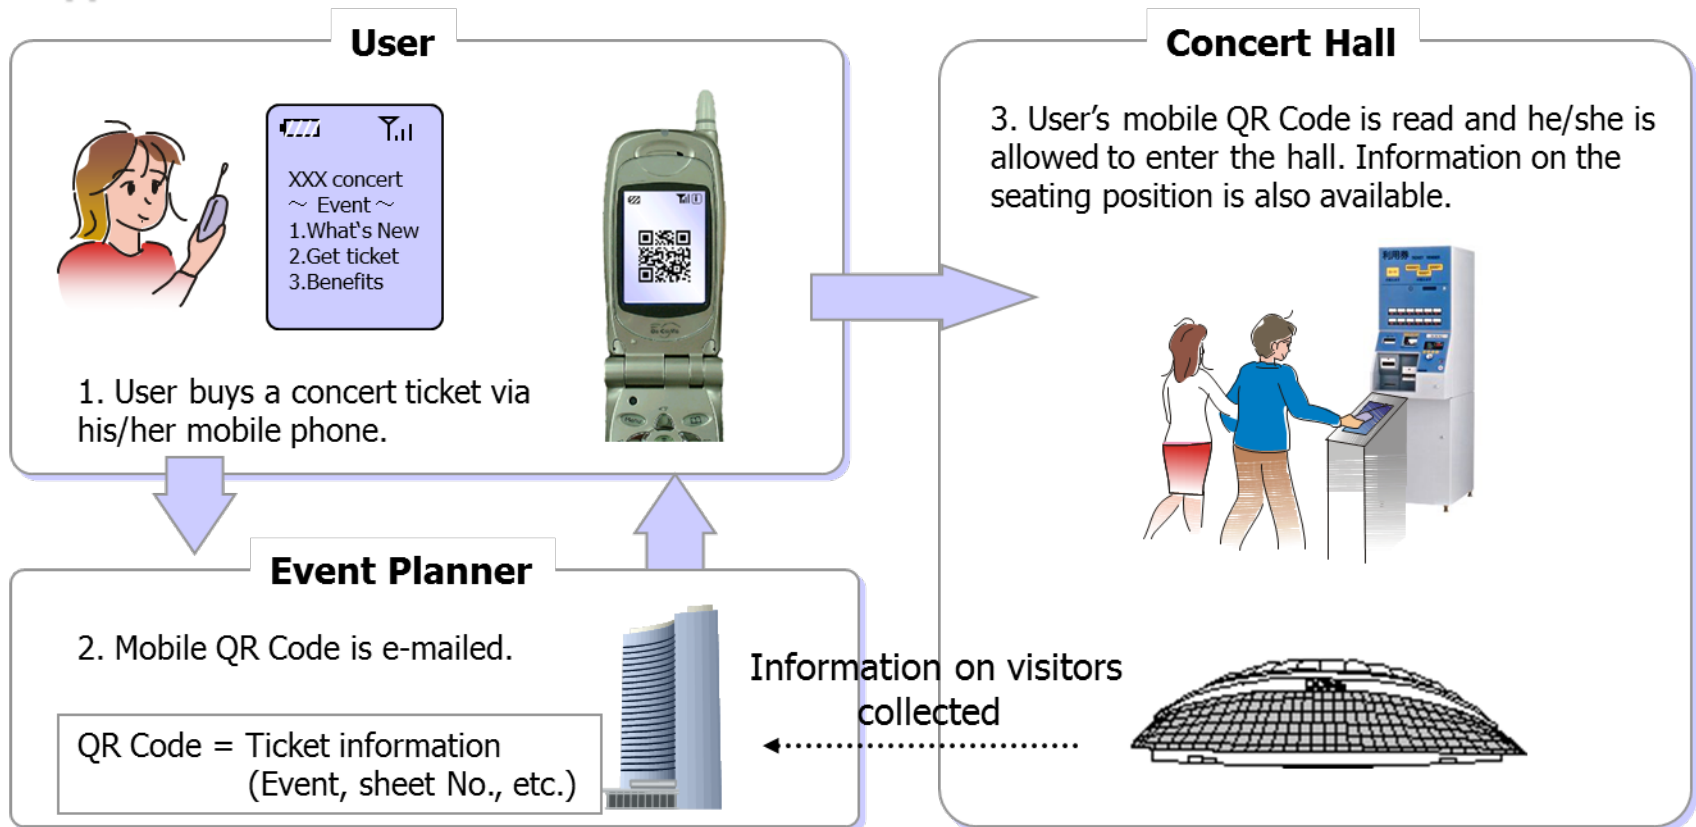 User
XXX concert
～ Event～
1.What‘s New
2.Get ticket
3.Benefits
1. User buys a concert ticket via
his/her mobile phone.
Event Planner
2. Mobile QR Code is e-mailed.
QR Code = Ticket information
(Event, sheet No., etc.)
Concert Hall
3. User’s mobile QR Code is read and he/she is
allowed to enter the hall. Information on the
seating position is also available.
利用券
Information on visitors
collected